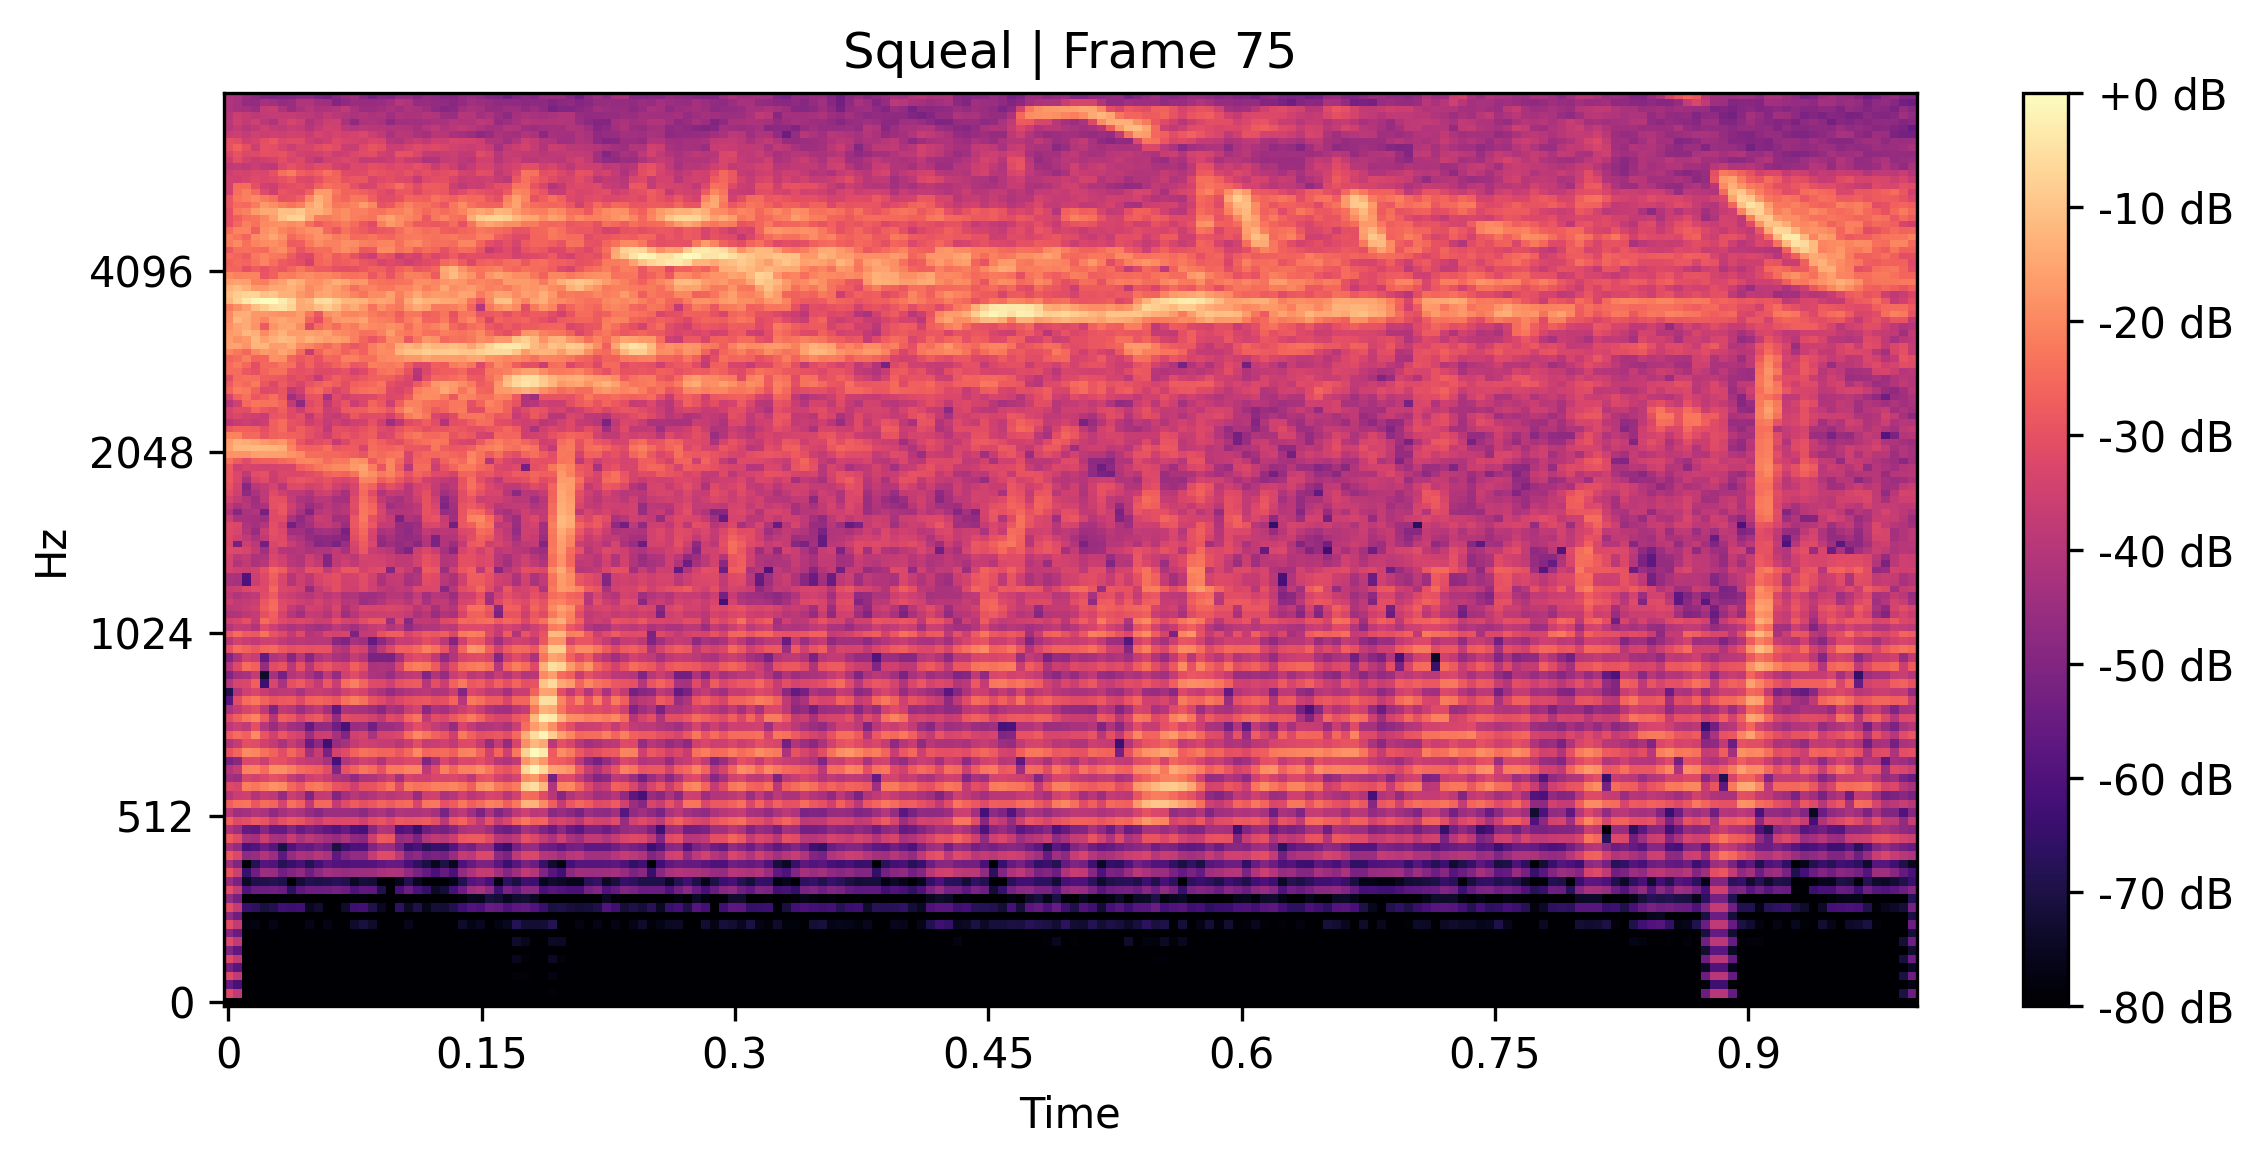 Squeal | Frame 75
Hz
4096
2048
1024
512
0
0 0.15 0.3 0.45 0.6 0.75 0.9
Time
+0 dB
-10 dB
-20 dB
-30 dB
-40 dB
-50 dB
-60 dB
-70 dB
-80 dB